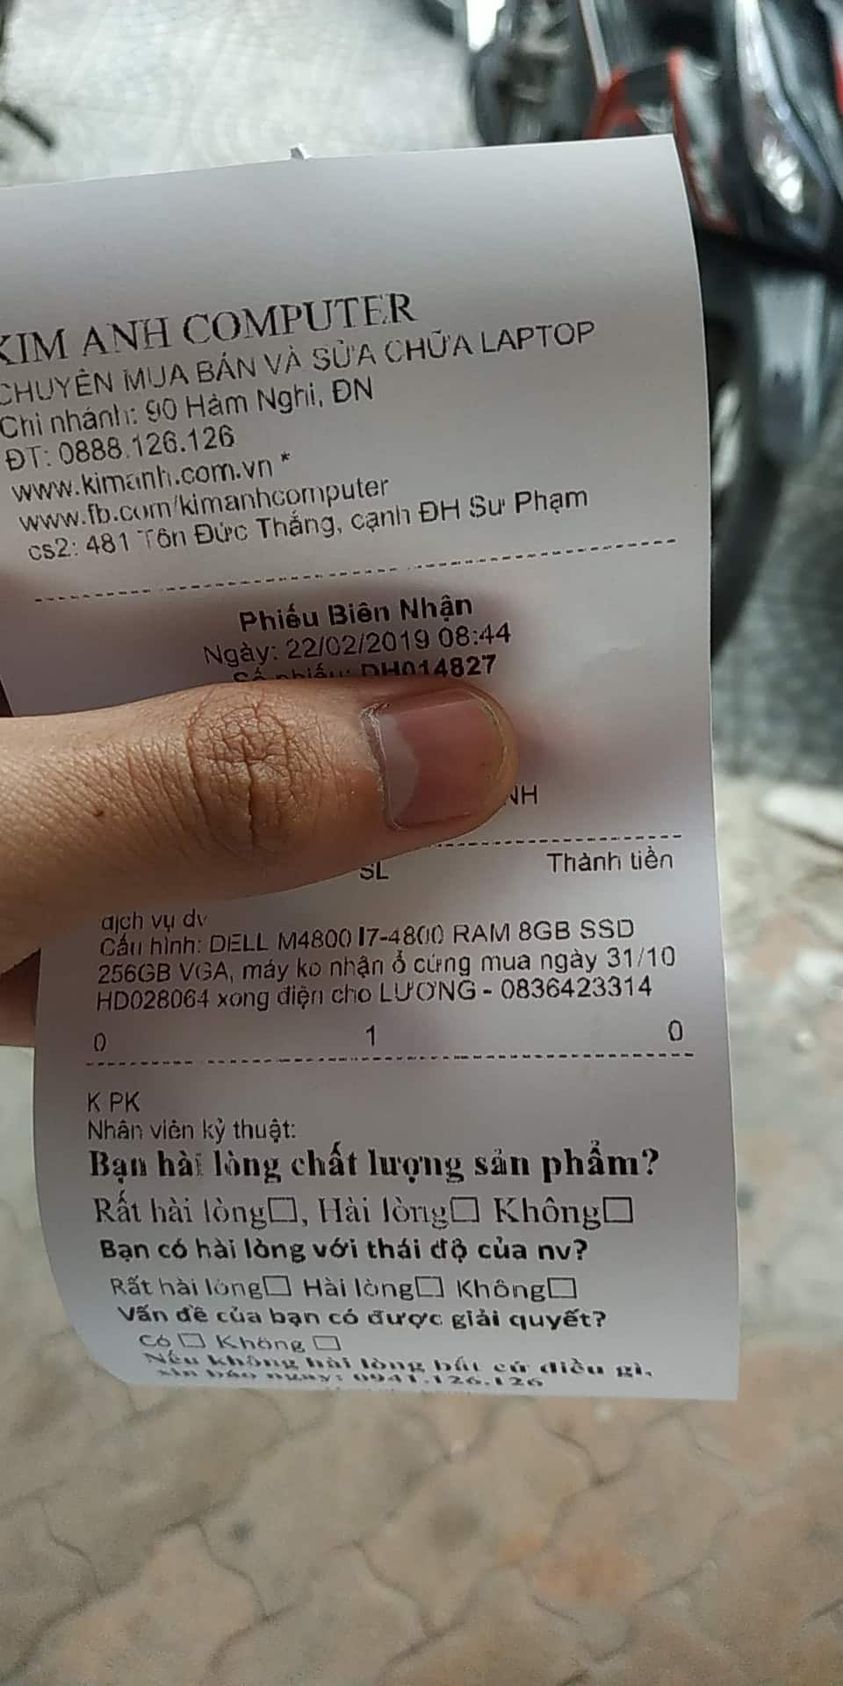 KIM ANH COMPUTER
CHUYÊN MUA BÁN VÀ SỬA CHỮA LAPTOP
Chi nhánh: 90 Hàm Nghi, ĐN
ĐT: 0888.126.126
www.kimanh.com.vn *
www.fb.com/kimanhcomputer
cs2: 481 Tôn Đức Thắng, cạnh ĐH Sư Phạm
Phiếu Biên Nhận
Ngày: 22/02/2019 08:44
Số phiếu: DH014827
NH
SL Thành tiền
dịch vụ dv
Cấu hình: DELL M4800 I7-4800 RAM 8GB SSD
256GB VGA, máy ko nhận ổ cứng mua ngày 31/10
HD028064 xong điện cho LƯƠNG - 0836423314
0 1 0
K PK
Nhân viên kỹ thuật:
Bạn hài lòng chất lượng sản phẩm?
Rất hài lòng☐, Hài lòng☐ Không☐
Bạn có hài lòng với thái độ của nv?
Rất hài lòng☐ Hài lòng☐ Không☐
Vấn đề của bạn có được giải quyết?
Có ☐ Không ☐
Nếu không hài lòng bất cứ điều gì,
xin báo ngay: 0941.126.126